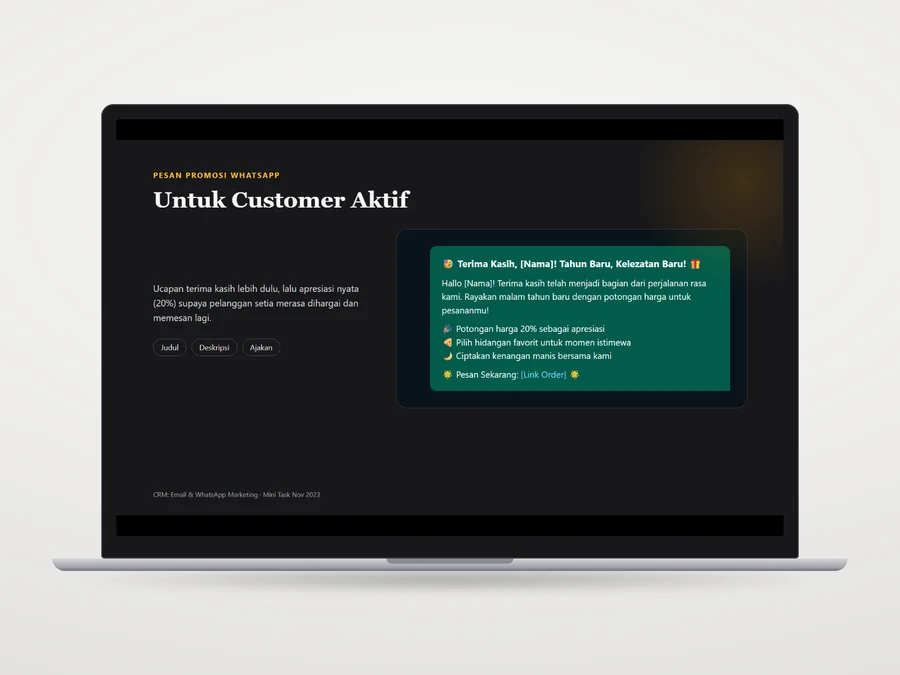 PESAN PROMOSI WHATSAPP
Untuk Customer Aktif
Ucapan terima kasih lebih dulu, lalu apresiasi nyata
(20%) supaya pelanggan setia merasa dihargai dan
memesan lagi.
Judul
Deskripsi
Ajakan
🥳 Terima Kasih, [Nama]! Tahun Baru, Kelezatan Baru! 🎁
Hallo [Nama]! Terima kasih telah menjadi bagian dari perjalanan rasa
kami. Rayakan malam tahun baru dengan potongan harga untuk
pesananmu!
🎉 Potongan harga 20% sebagai apresiasi
🍕 Pilih hidangan favorit untuk momen istimewa
🌙 Ciptakan kenangan manis bersama kami
🌟 Pesan Sekarang: [Link Order] 🌟
CRM: Email & WhatsApp Marketing · Mini Task Nov 2023